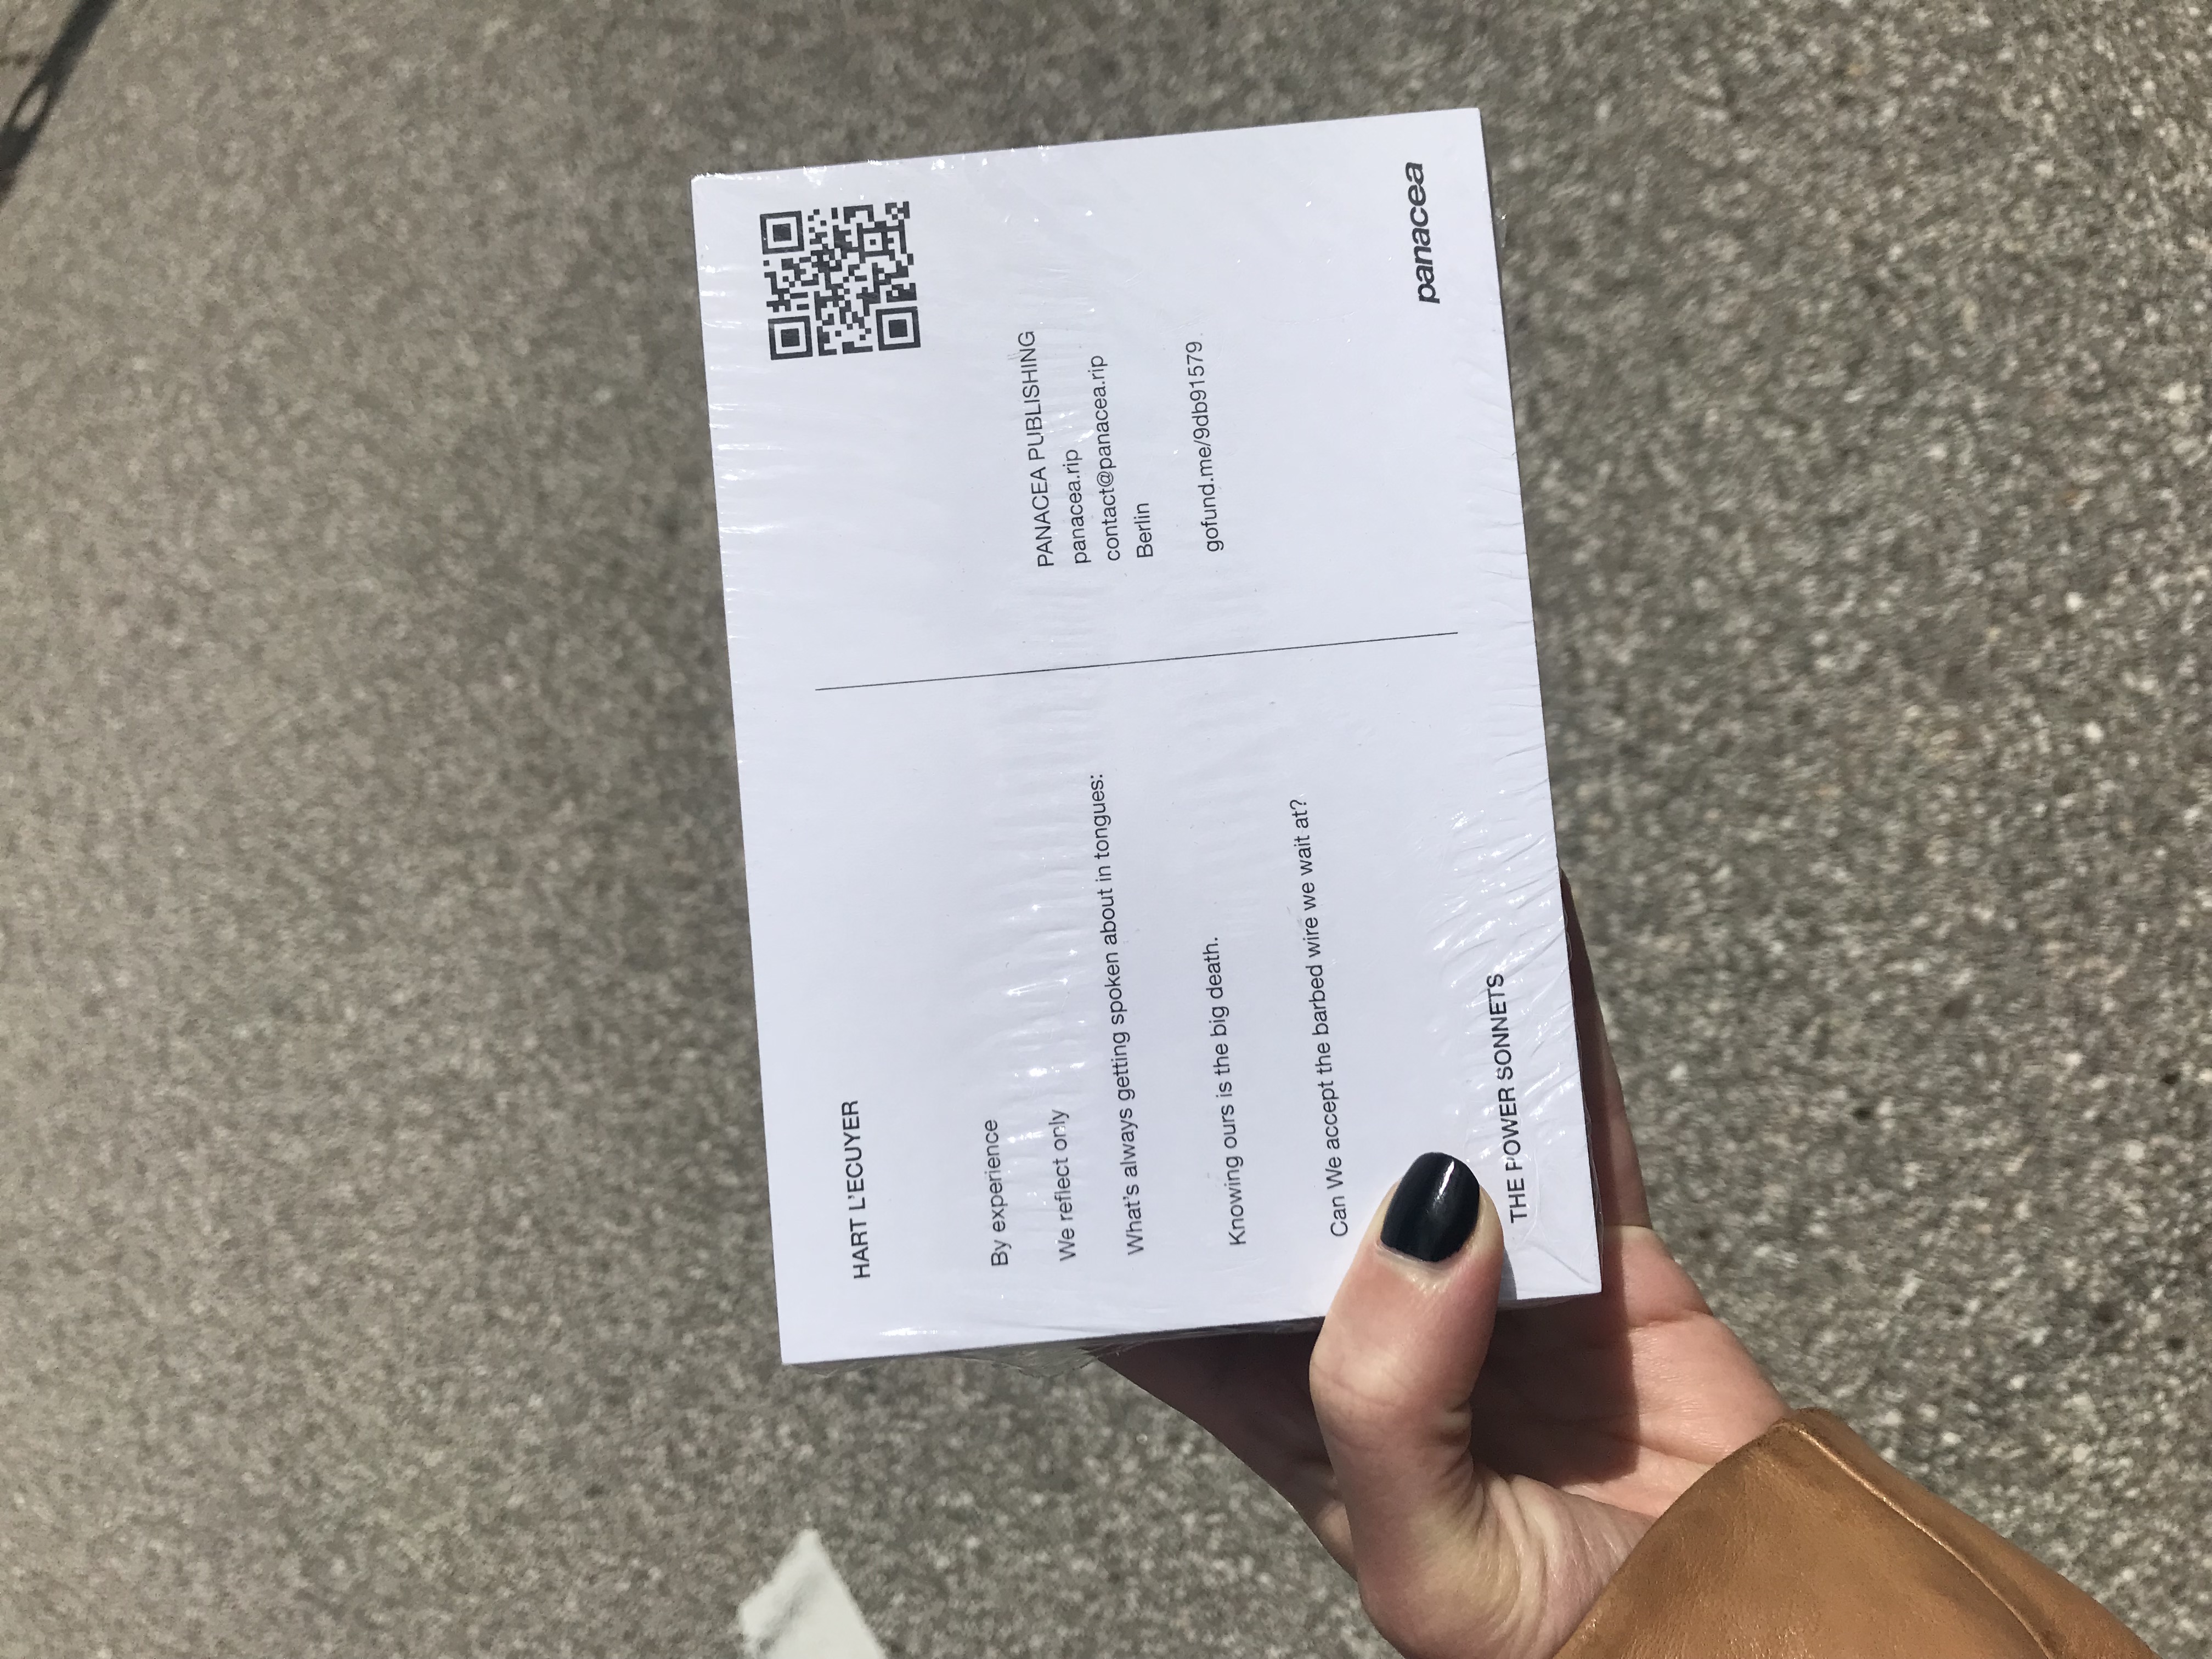 HART L'ECUYER
By experience
We reflect only
What's always getting spoken about in tongues:
Knowing ours is the big death.
Can We accept the barbed wire we wait at?
THE POWER SONNETS
PANACEA PUBLISHING
panacea.rip
contact@panacea.rip
Berlin
gofund.me/9db91579
panacea